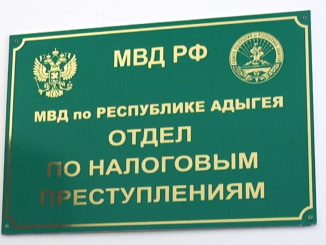 МВД РФ
МВД по РЕСПУБЛИКЕ АДЫГЕЯ
ОТДЕЛ
ПО НАЛОГОВЫМ
ПРЕСТУПЛЕНИЯМ